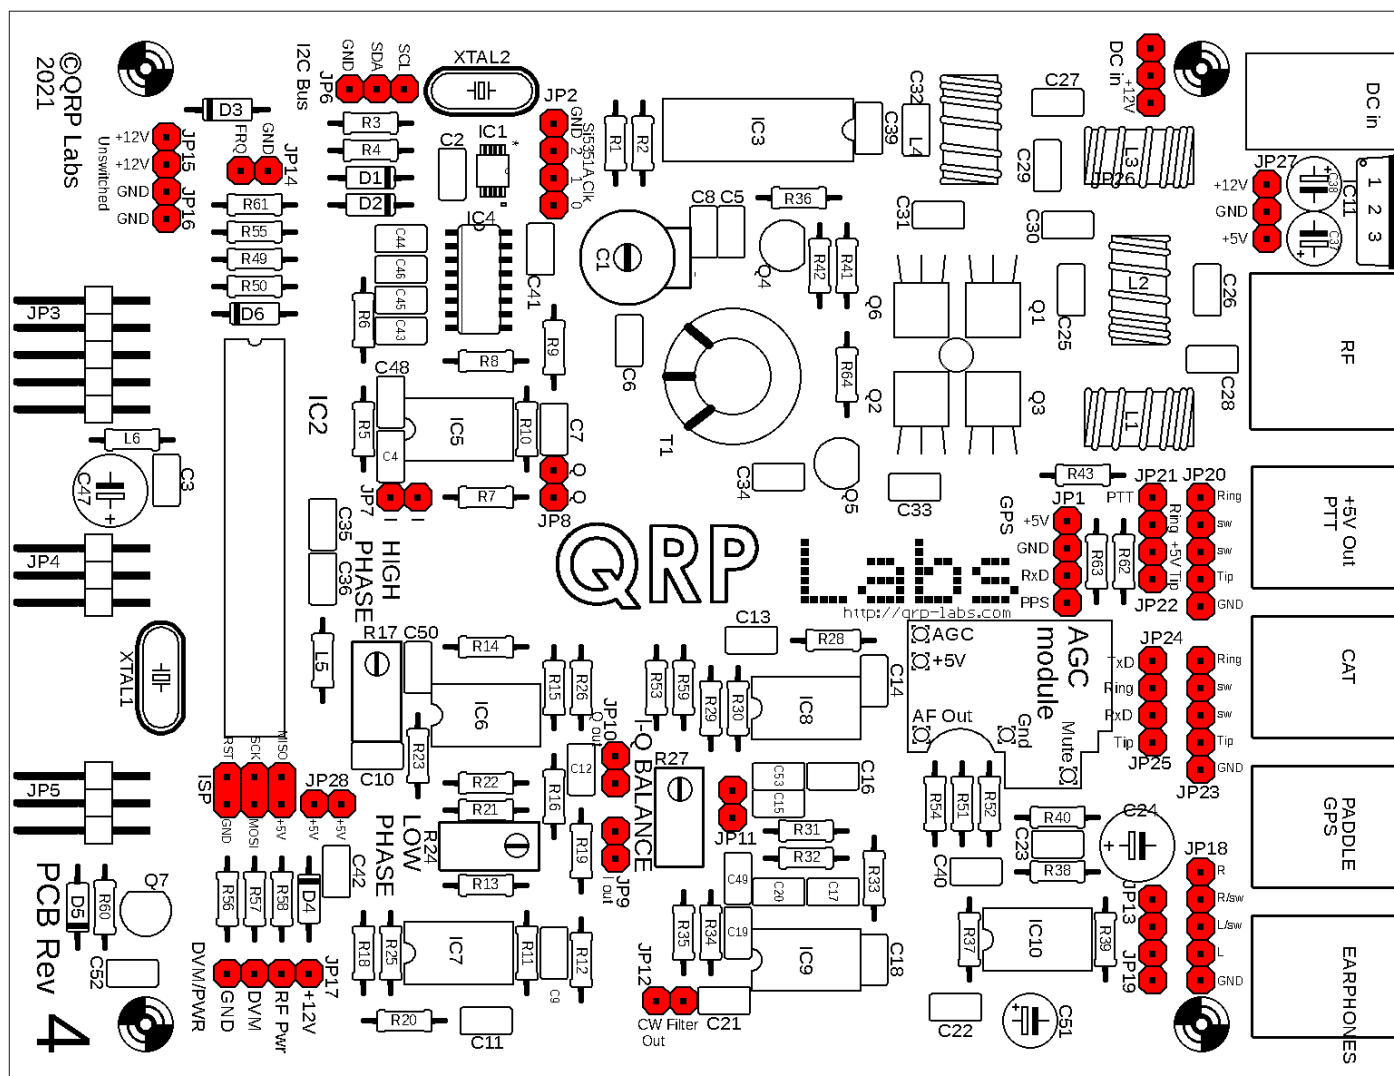 ©QRP Labs
2021
I2C Bus
JP6
GND
SDA
SCL
XTAL2
D3
+12V
+12V
GND
GND
Unswitched
JP15
JP16
FRQ
GND
JP14
R3
R4
D1
D2
C2
IC1
*
JP2
GND
2
1
0
Si5351A Clk
R1
R2
IC3
C39
C32
L4
C27
C29
DC in
+12V
L3
JP26
DC in
JP27
+12V
GND
+5V
C38
C37
IC11
1
2
3
R61
R55
R49
R50
D6
C44
C46
C45
C43
R6
IC4
C41
R9
R8
C1
C8
C5
R36
Q4
R42
R41
C31
C30
Q6
Q1
C25
L2
C26
C28
RF
JP3
L6
C47
C3
IC2
C48
R5
C4
IC5
R10
C7
JP7
I
I
R7
Q
Q
JP8
C6
T1
R64
Q2
Q3
L1
C34
Q5
C33
R43
JP21
JP20
PTT
Ring
+5V
Tip
JP22
Ring
sw
sw
Tip
GND
+5V Out
PTT
GPS
JP1
+5V
GND
RxD
PPS
R63
R62
JP4
C35
C36
HIGH
PHASE
QRP
Labs
http://qrp-labs.com
XTAL1
L5
R17
C50
R14
IC6
R23
C10
R15
R26
Q out
JP10
C12
I-Q BALANCE
R53
R59
R29
R30
C13
R28
IC8
C14
AGC
+5V
AF Out
Gnd
Mute
AGC
module
JP24
TxD
Ring
RxD
Tip
JP25
Ring
sw
sw
Tip
GND
JP23
CAT
JP5
ISP
RST
SCK
MISO
GND
MOSI
+5V
JP28
+5V
+5V
R22
R21
R16
R24
LOW
PHASE
R13
R19
JP9
I out
R27
JP11
C53
C15
C16
R31
R32
C49
C20
C17
R33
R54
R51
R52
R40
C23
R38
C24
C40
PADDLE
GPS
JP18
R
R/sw
L/sw
L
GND
JP13
JP19
EARPHONES
PCB Rev
4
D5
R60
Q7
C52
R56
R57
R58
D4
C42
DVM/PWR
GND
DVM
RF Pwr
+12V
JP17
R18
R25
IC7
R11
C9
R12
R20
C11
R35
R34
C19
IC9
C18
JP12
CW Filter
Out
C21
R37
IC10
R39
C22
C51